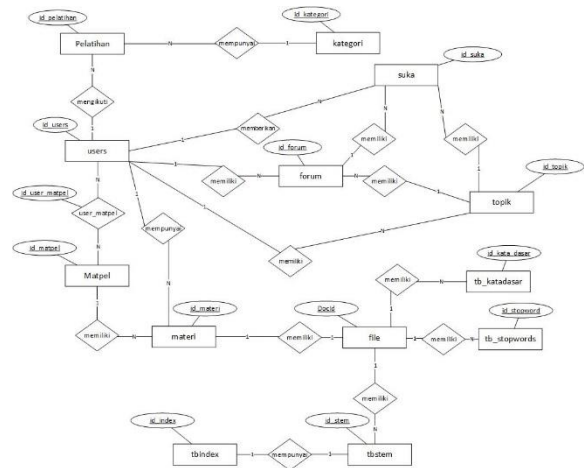 id_pelatihan
id_kategori
Pelatihan
N
mempunyai
1
kategori
id_suka
suka
N
mengikuti
1
N
N
N
id_users
users
1
memberikan
memiliki
memiliki
id_forum
1
1
memiliki
N
forum
N
memiliki
1
1
id_topik
topik
N
1
1
id_user_matpel
user_matpel
mempunyai
memiliki
N
N
id_matpel
Matpel
N
id_kata_dasar
tb_katadasar
N
memiliki
1
1
id_materi
Docid
id_stopword
memiliki
N
materi
1
memiliki
1
file
1
memiliki
N
tb_stopwords
1
memiliki
N
id_index
id_stem
tbindex
1
mempunyai
1
tbstem